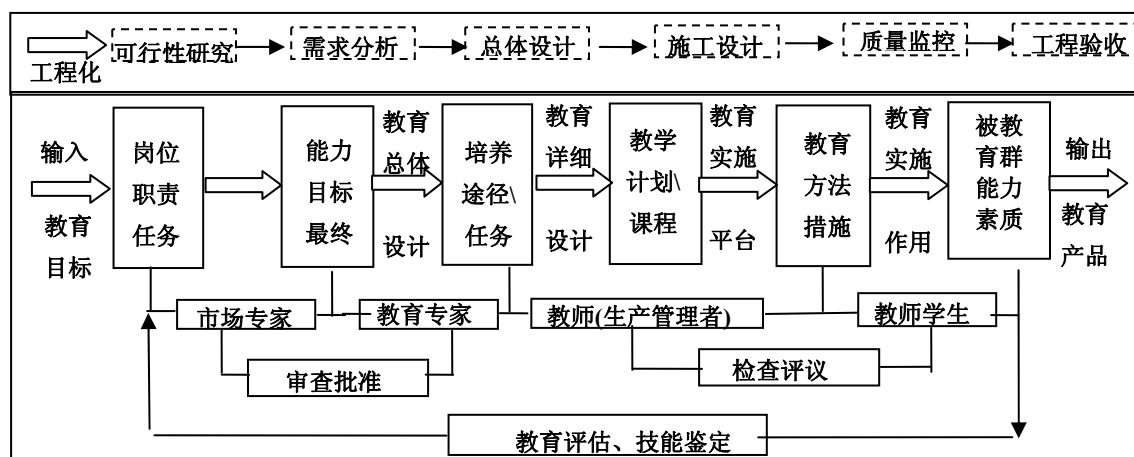 工程化
可行性研究
需求分析
总体设计
施工设计
质量监控
工程验收
输入
教育
目标
岗位
职责
任务
能力
目标
最终
教育
总体
设计
培养
途径\
任务
教育
详细
设计
教学
计划\
课程
教育
实施
平台
教育
方法
措施
教育
实施
作用
被教
育群
能力
素质
输出
教育
产品
市场专家
教育专家
教师(生产管理者)
教师学生
审查批准
检查评议
教育评估、技能鉴定